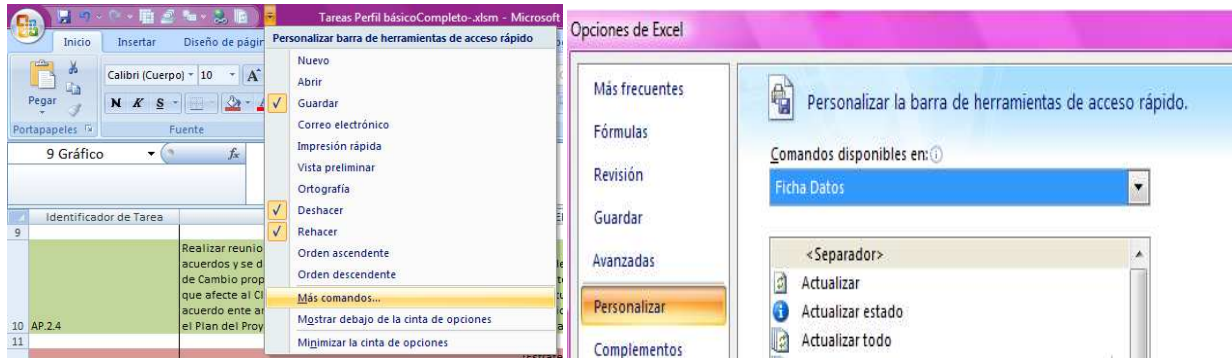 Tareas Perfil básicoCompleto-.xlsm - Microsoft
Inicio
Insertar
Diseño de págin
Personalizar barra de herramientas de acceso rápido
Nuevo
Abrir
Guardar
Correo electrónico
Impresión rápida
Vista preliminar
Ortografía
Deshacer
Rehacer
Orden ascendente
Orden descendente
Más comandos...
Mostrar debajo de la cinta de opciones
Minimizar la cinta de opciones
Pegar
Portapapeles
Calibri (Cuerpo)
10
A
N K S
Fuente
9 Gráfico
fx
Identificador de Tarea
9
Realizar reunio
acuerdos y se d
de Cambio prop
que afecte al Cl
acuerdo ente a
el Plan del Proy
10 AP.2.4
11
Opciones de Excel
Más frecuentes
Fórmulas
Revisión
Guardar
Avanzadas
Personalizar
Complementos
Personalizar la barra de herramientas de acceso rápido.
Comandos disponibles en:
Ficha Datos
<Separador>
Actualizar
Actualizar estado
Actualizar todo